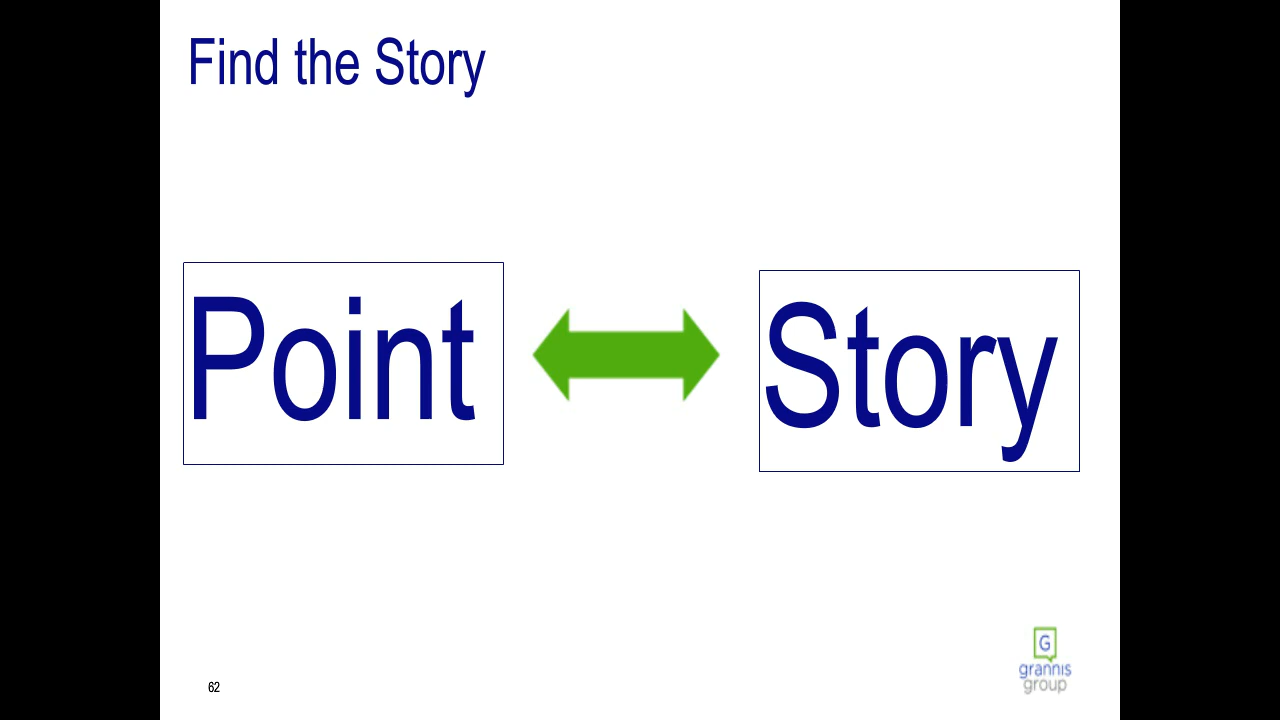 Find the Story
Point
Story
62
G
grannis
group